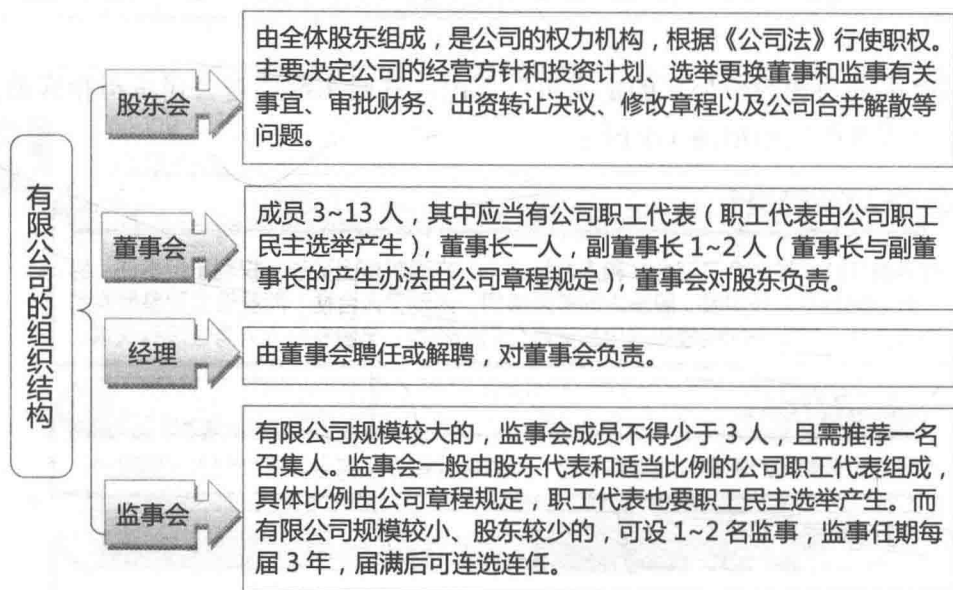 有限公司的组织结构
股东会
由全体股东组成，是公司的权力机构，根据《公司法》行使职权。
主要决定公司的经营方针和投资计划、选举更换董事和监事有关
事宜、审批财务、出资转让决议、修改章程以及公司合并解散等
问题。
董事会
成员 3~13 人，其中应当有公司职工代表（职工代表由公司职工
民主选举产生），董事长一人，副董事长 1~2 人（董事长与副董
事长的产生办法由公司章程规定），董事会对股东负责。
经理
由董事会聘任或解聘，对董事会负责。
监事会
有限公司规模较大的，监事会成员不得少于 3 人，且需推荐一名
召集人。监事会一般由股东代表和适当比例的公司职工代表组成，
具体比例由公司章程规定，职工代表也要职工民主选举产生。而
有限公司规模较小、股东较少的，可设 1~2 名监事，监事任期每
届 3 年，届满后可连选连任。